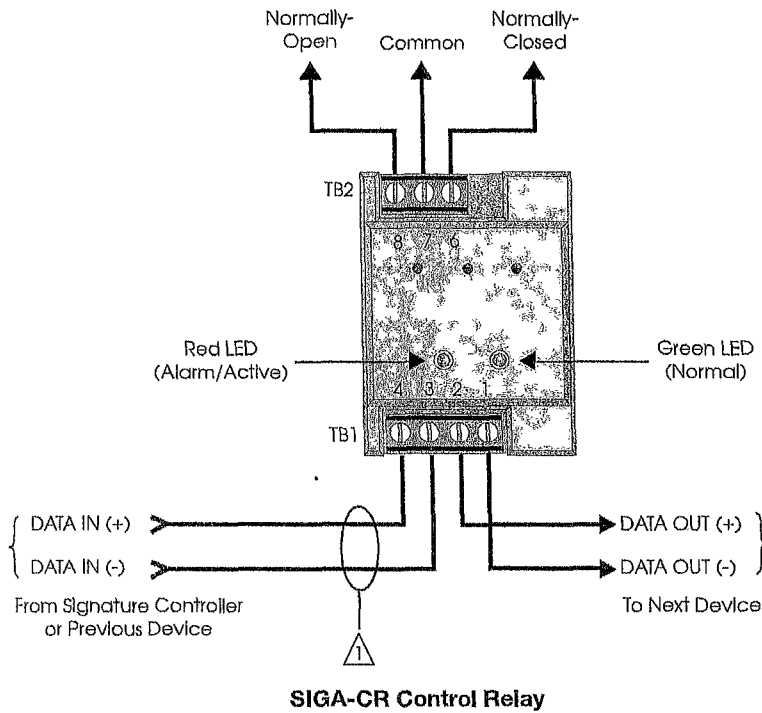 Normally-
Open
Common
Normally-
Closed
TB2
8 7 6
Red LED
(Alarm/Active)
Green LED
(Normal)
4 3 2 1
TB1
DATA IN (+)
DATA OUT (+)
DATA IN (-)
DATA OUT (-)
From Signature Controller
or Previous Device
To Next Device
1
SIGA-CR Control Relay